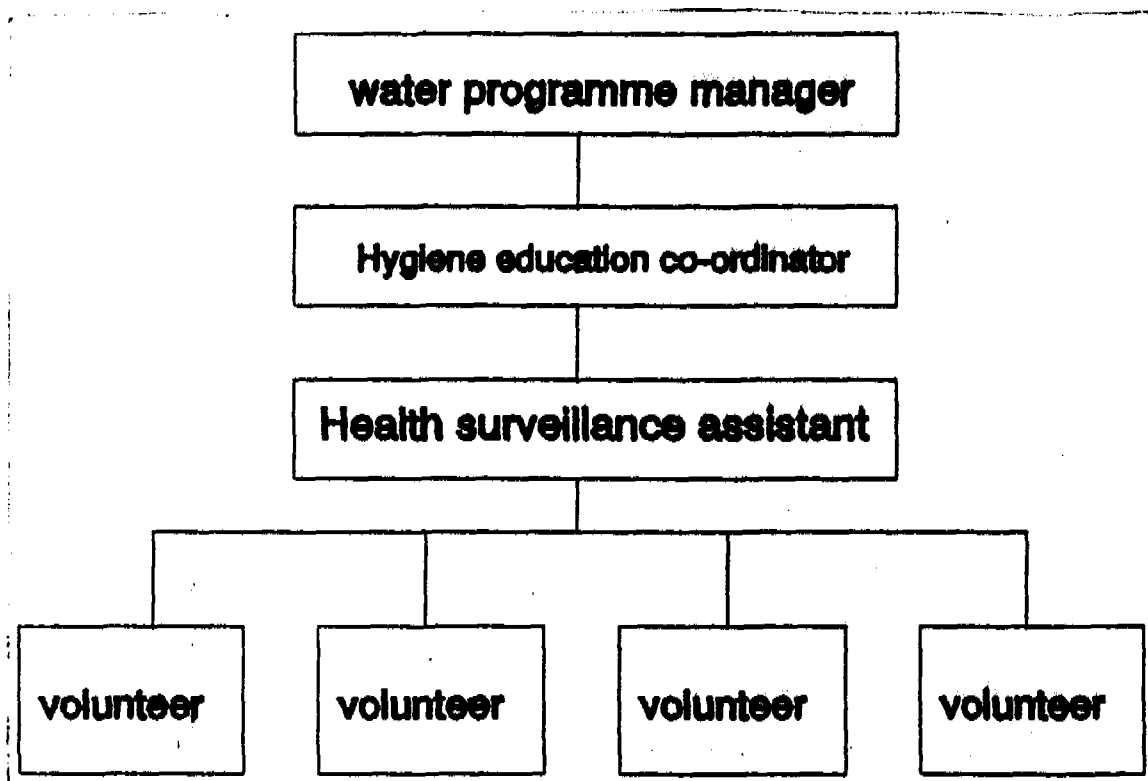 water programme manager
Hygiene education co-ordinator
Health surveillance assistant
volunteer volunteer volunteer volunteer